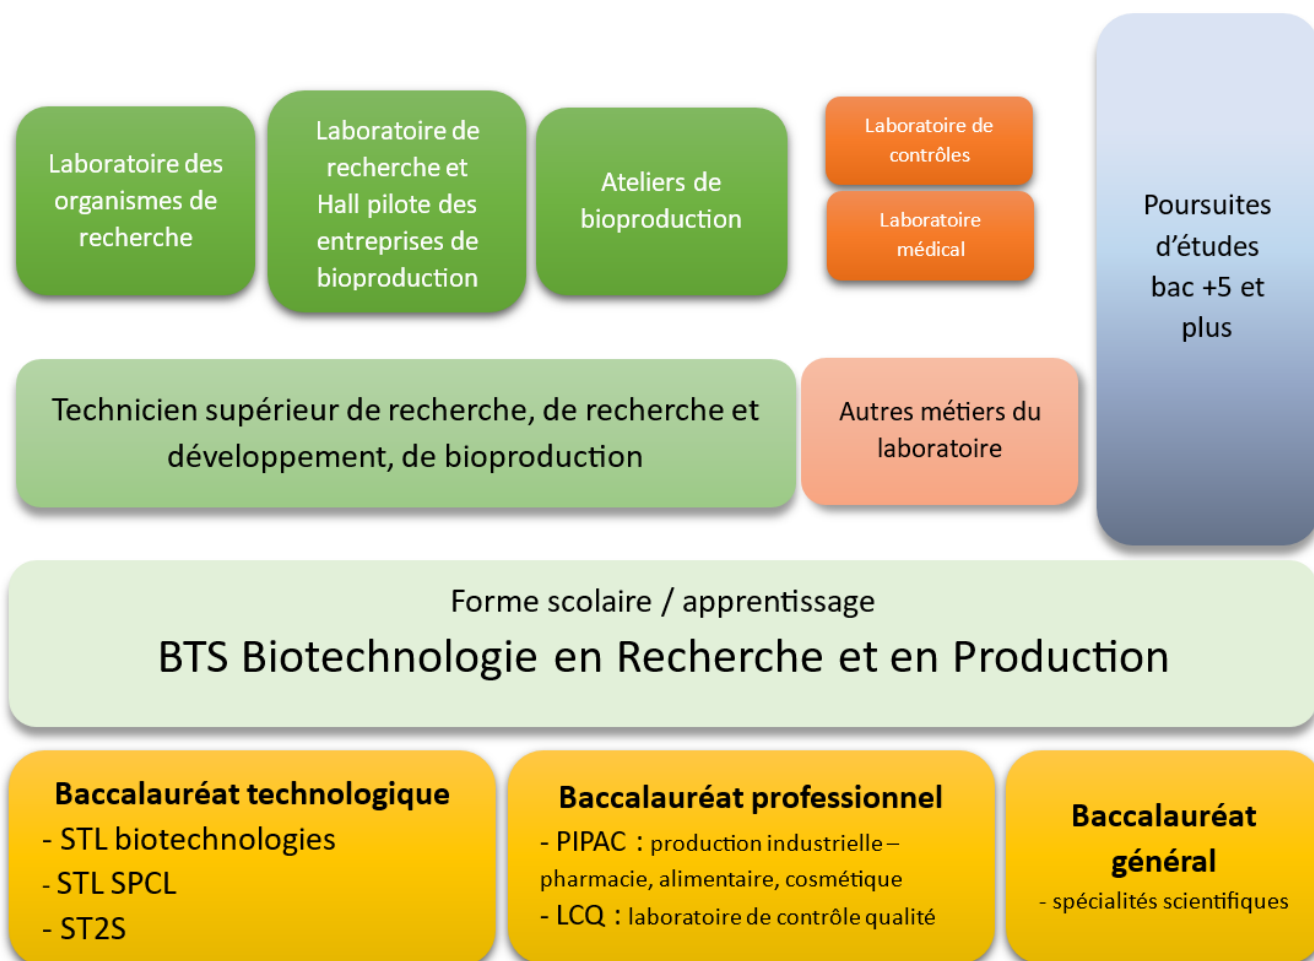 Laboratoire des
organismes de
recherche
Laboratoire de
recherche et
Hall pilote des
entreprises de
bioproduction
Ateliers de
bioproduction
Laboratoire de
contrôles
Laboratoire
médical
Poursuites
d'études
bac +5 et
plus
Technicien supérieur de recherche, de recherche et
développement, de bioproduction
Autres métiers du
laboratoire
Forme scolaire / apprentissage
BTS Biotechnologie en Recherche et en Production
Baccalauréat technologique
- STL biotechnologies
- STL SPCL
- ST2S
Baccalauréat professionnel
- PIPAC : production industrielle –
pharmacie, alimentaire, cosmétique
- LCQ : laboratoire de contrôle qualité
Baccalauréat
général
- spécialités scientifiques